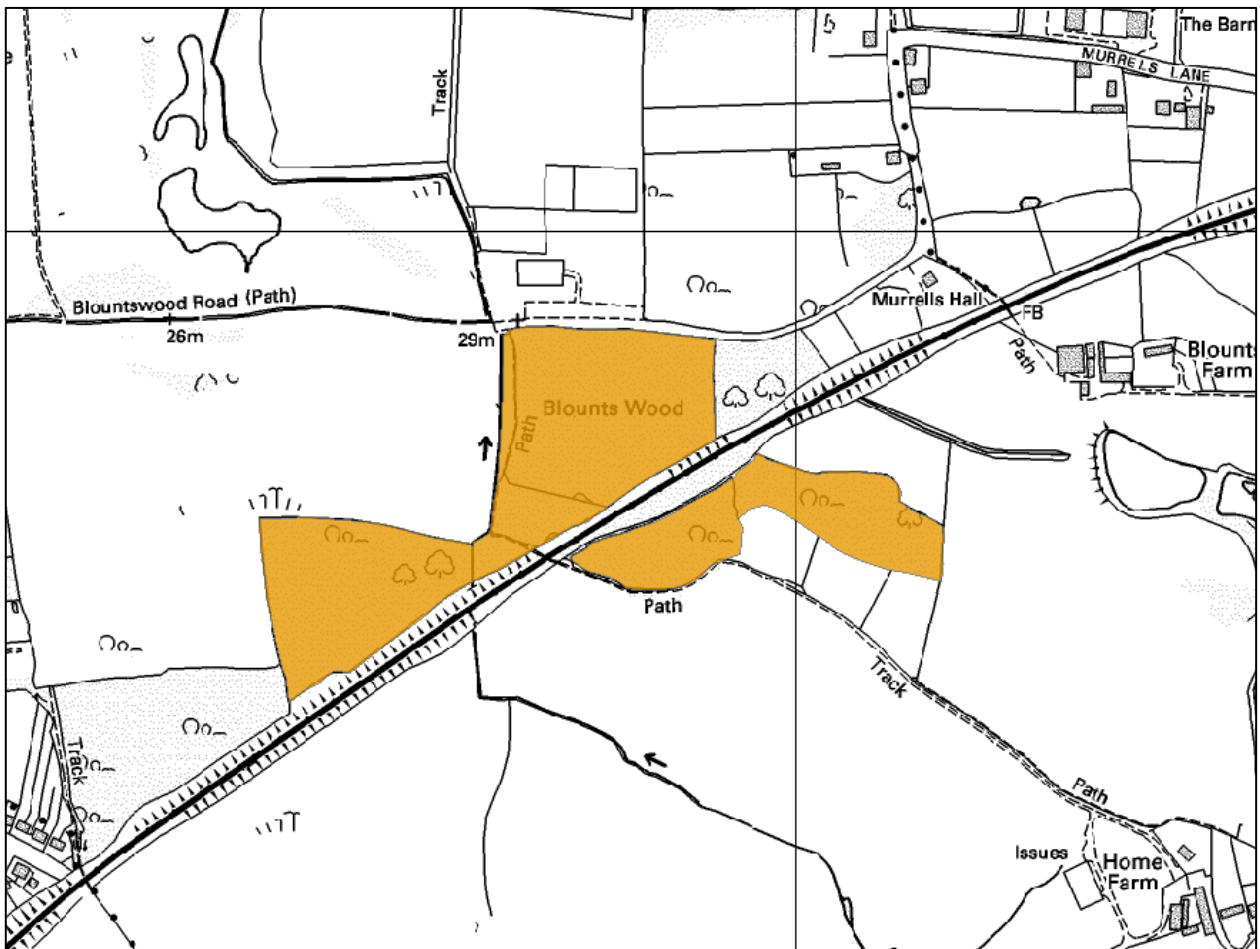 The Barn
MURRELS LANE
Track
Blountswood Road (Path)
26m
29m
Murrells Hall
FB
Path
Blounts
Farm
Blounts Wood
Path
Path
Track
Track
Path
Issues
Home
Farm